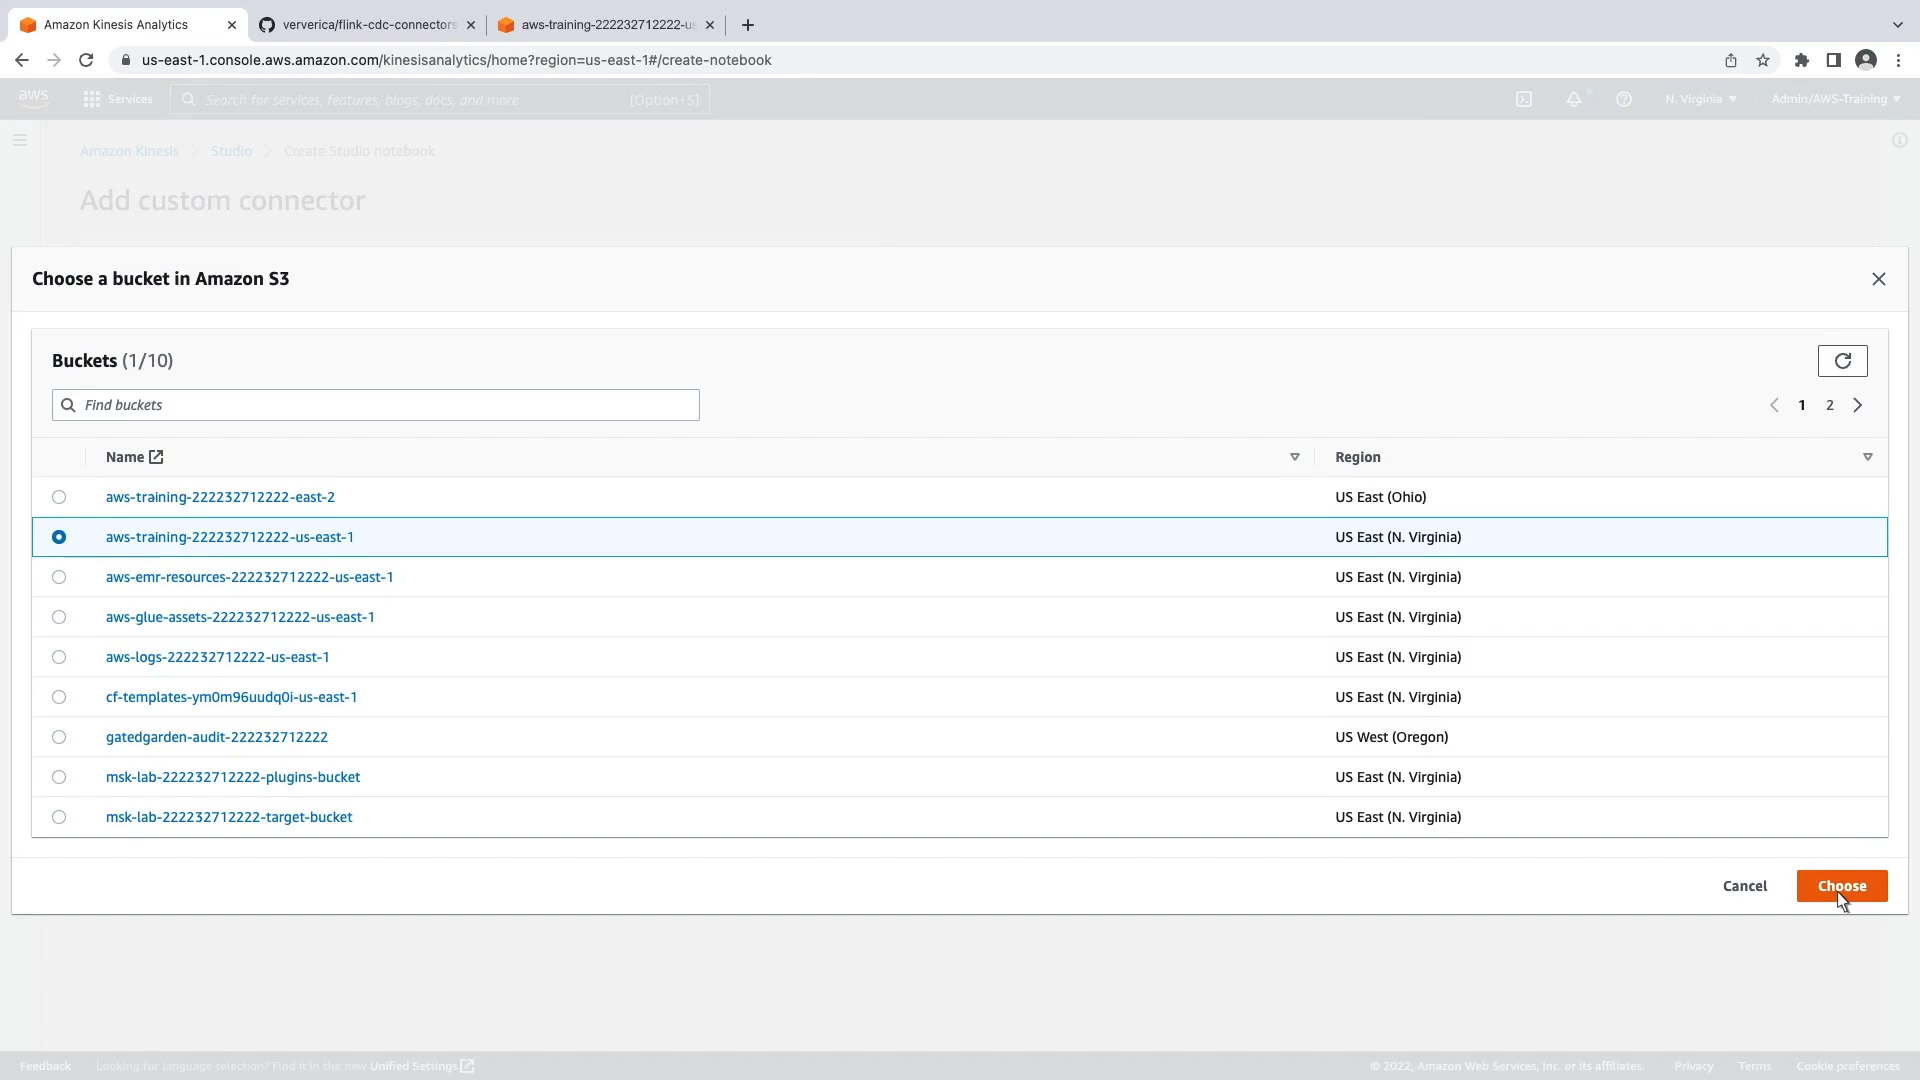 Amazon Kinesis Analytics
ververica/flink-cdc-connectors
aws-training-222232712222-us
us-east-1.console.aws.amazon.com/kinesisanalytics/home?region=us-east-1#/create-notebook
aws
Services
Search for services, features, blogs, docs, and more
[Option+S]
N. Virginia
Admin/AWS-Training
Amazon Kinesis
Studio
Create Studio notebook
Add custom connector
Choose a bucket in Amazon S3
Buckets (1/10)
Find buckets
1
2
Name
Region
aws-training-222232712222-east-2
US East (Ohio)
aws-training-222232712222-us-east-1
US East (N. Virginia)
aws-emr-resources-222232712222-us-east-1
US East (N. Virginia)
aws-glue-assets-222232712222-us-east-1
US East (N. Virginia)
aws-logs-222232712222-us-east-1
US East (N. Virginia)
cf-templates-ym0m96uudq0i-us-east-1
US East (N. Virginia)
gatedgarden-audit-222232712222
US West (Oregon)
msk-lab-222232712222-plugins-bucket
US East (N. Virginia)
msk-lab-222232712222-target-bucket
US East (N. Virginia)
Cancel
Choose
Feedback
Looking for language selection? Find it in the new Unified Settings
© 2022, Amazon Web Services, Inc. or its affiliates.
Privacy
Terms
Cookie preferences